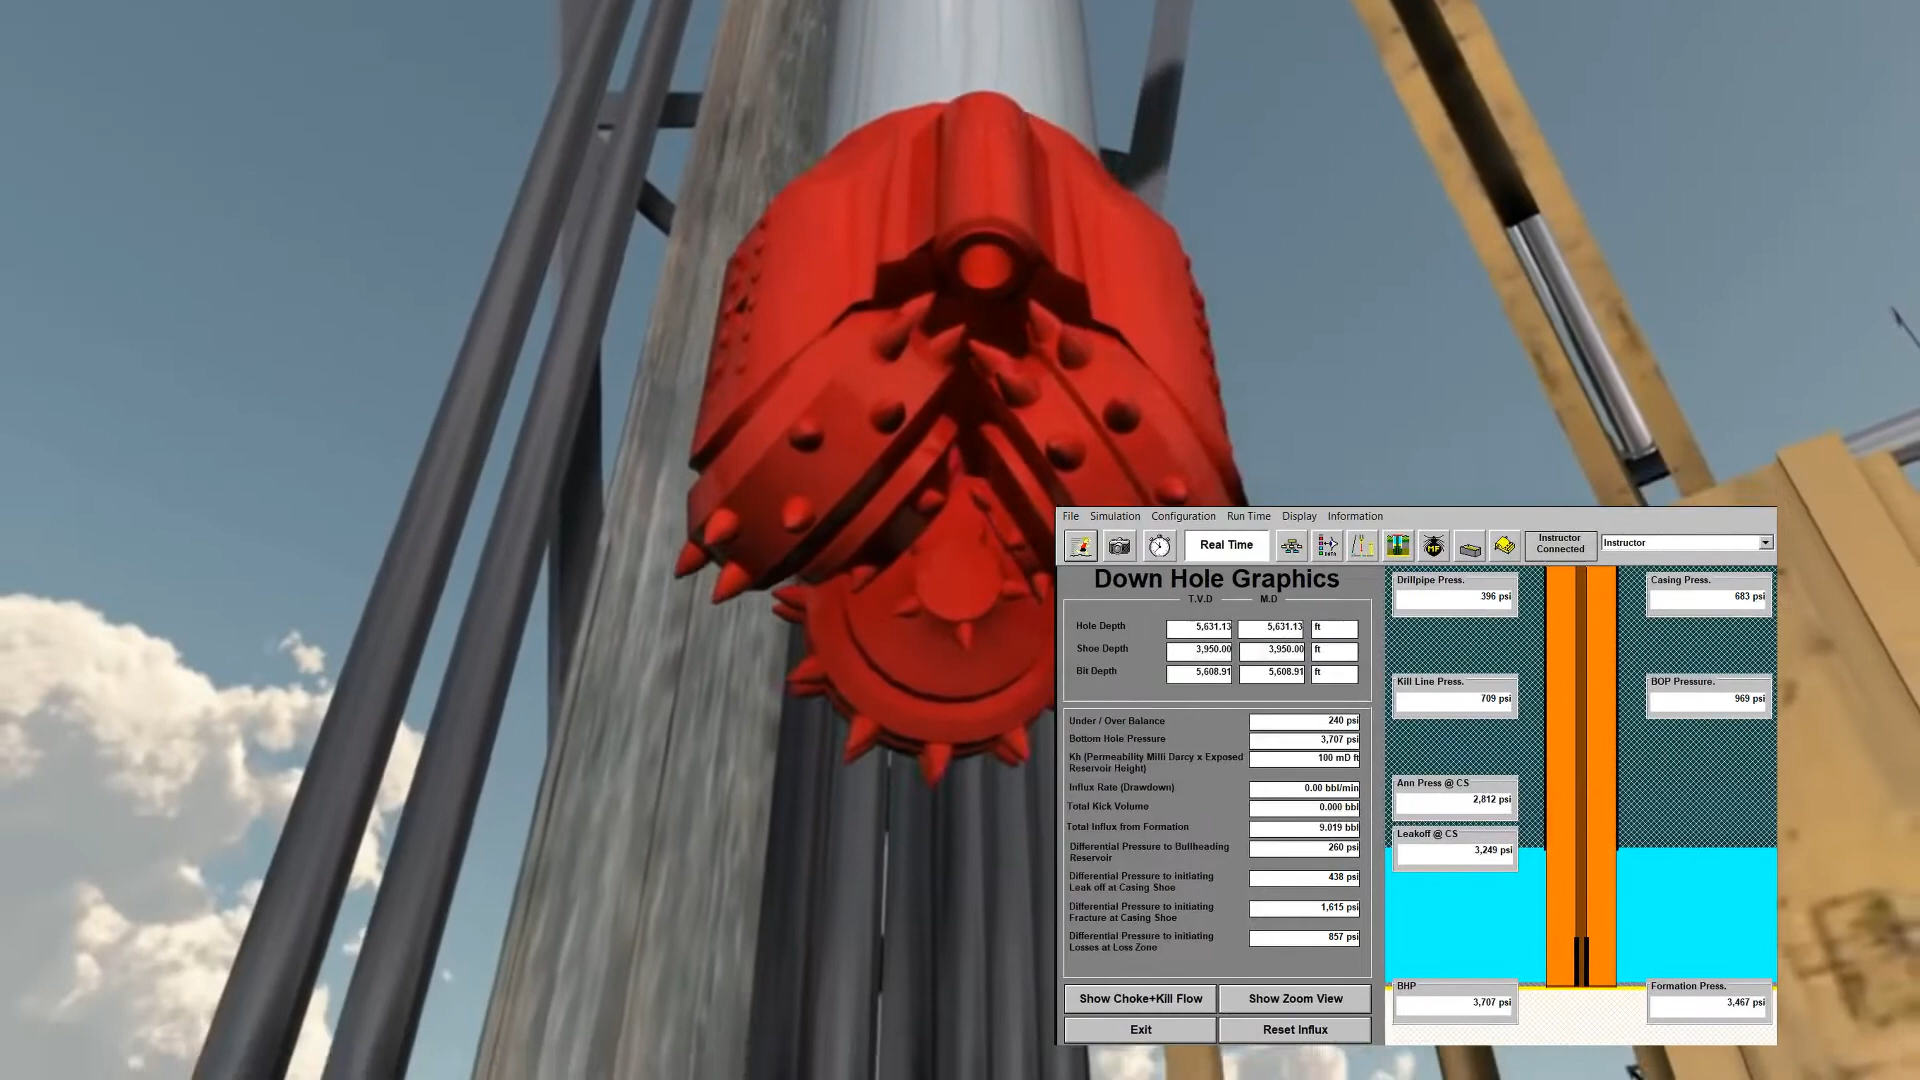 File Simulation Configuration Run Time Display Information
Real Time
MF
Instructor
Connected
Instructor
Down Hole Graphics
T.V.D M.D
Hole Depth 5,631.13 5,631.13 ft
Shoe Depth 3,950.00 3,950.00 ft
Bit Depth 5,608.91 5,608.91 ft
Under / Over Balance 240 psi
Bottom Hole Pressure 3,707 psi
Kh (Permeability Milli Darcy x Exposed
Reservoir Height) 100 mD ft
Influx Rate (Drawdown) 0.00 bbl/min
Total Kick Volume 0.000 bbl
Total Influx from Formation 9.019 bbl
Differential Pressure to Bullheading
Reservoir 260 psi
Differential Pressure to initiating
Leak off at Casing Shoe 438 psi
Differential Pressure to initiating
Fracture at Casing Shoe 1,615 psi
Differential Pressure to initiating
Losses at Loss Zone 857 psi
Show Choke+Kill Flow Show Zoom View
Exit Reset Influx
Drillpipe Press.
396 psi
Casing Press.
683 psi
Kill Line Press.
709 psi
BOP Pressure.
969 psi
Ann Press @ CS
2,812 psi
Leakoff @ CS
3,249 psi
BHP
3,707 psi
Formation Press.
3,467 psi